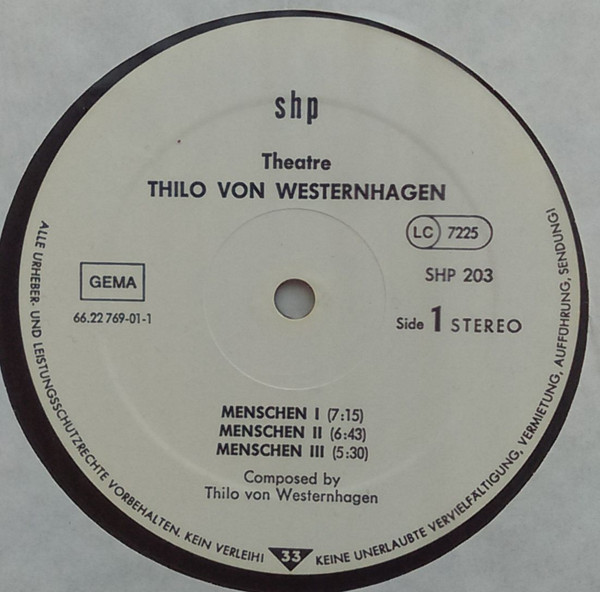 shp
Theatre
THILO VON WESTERNHAGEN
LC 7225
GEMA
SHP 203
66.22 769-01-1
Side 1 STEREO
MENSCHEN I (7:15)
MENSCHEN II (6:43)
MENSCHEN III (5:30)
Composed by
Thilo von Westernhagen
ALLE URHEBER- UND LEISTUNGSSCHUTZRECHTE VORBEHALTEN. KEIN VERLEIH! 33 KEINE UNERLAUBTE VERVIELFÄLTIGUNG, VERMIETUNG, AUFFÜHRUNG, SENDUNG!